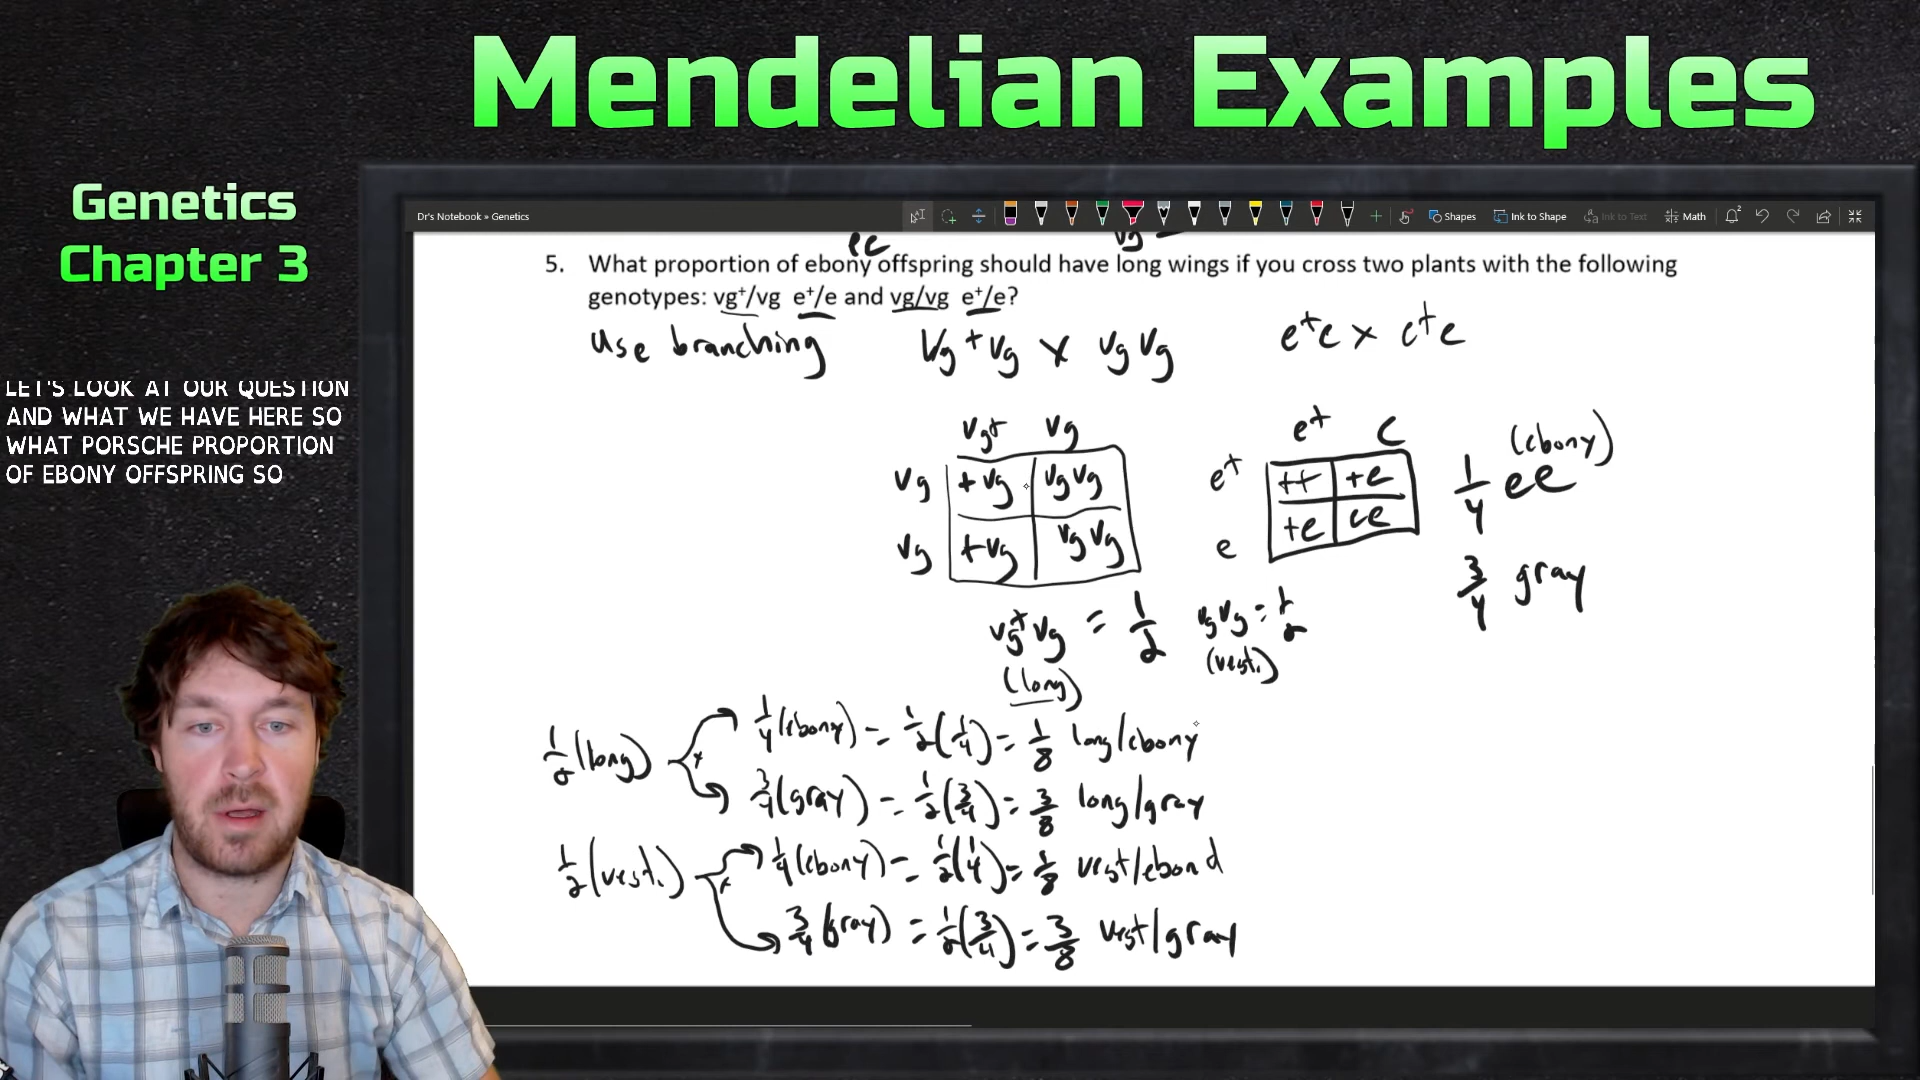 Mendelian Examples
Genetics
Chapter 3
LET'S LOOK AT OUR QUESTION
AND WHAT WE HAVE HERE SO
WHAT PORSCHE PROPORTION
OF EBONY OFFSPRING SO
Dr's Notebook » Genetics
Shapes
Ink to Shape
Ink to Text
Math
ee
vg
5. What proportion of ebony offspring should have long wings if you cross two plants with the following
genotypes: vg⁺/vg e⁺/e and vg/vg e⁺/e?
Use branching
Vg⁺vg x vgvg
e⁺e x e⁺e
vg⁺ vg
vg +vg vgvg
vg +vg vgvg
e⁺ e
e⁺ ++ +e
e +e ee
1/4 ee (ebony)
3/4 gray
vg⁺vg = 1/2
(long)
vgvg = 1/2
(vest.)
1/2 (long)
x
1/4 (ebony) = 1/2 (1/4) = 1/8 long/ebony
3/4 (gray) = 1/2 (3/4) = 3/8 long/gray
1/2 (vest.)
x
1/4 (ebony) = 1/2 (1/4) = 1/8 vest/ebond
3/4 (gray) = 1/2 (3/4) = 3/8 vest/gray